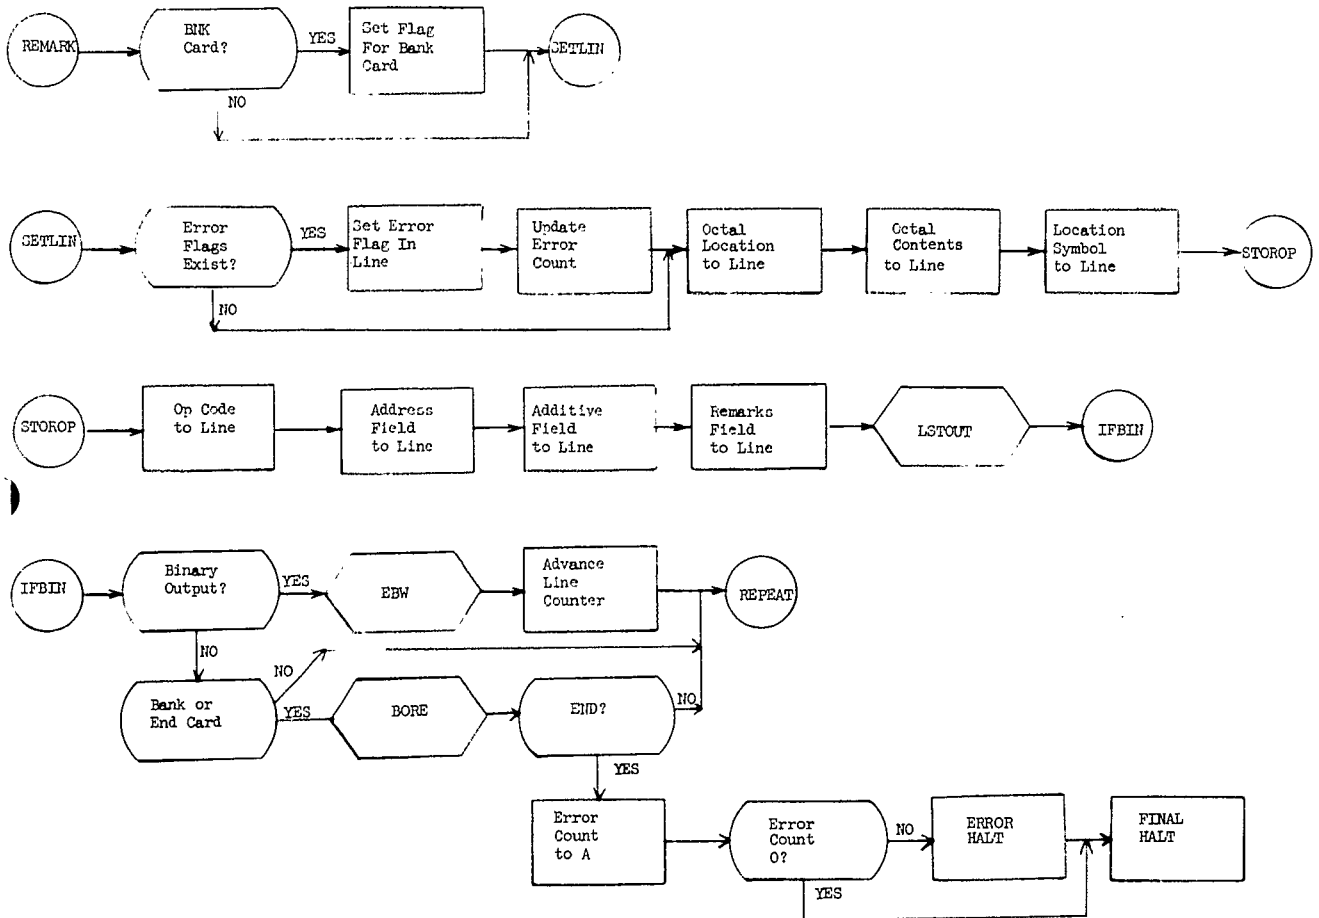 REMARK
BNK
Card?
YES
Set Flag
For Bank
Card
SETLIN
NO
SETLIN
Error
Flags
Exist?
YES
Set Error
Flag In
Line
Update
Error
Count
Octal
Location
to Line
Octal
Contents
to Line
Location
Symbol
to Line
STOROP
NO
STOROP
Op Code
to Line
Address
Field
to Line
Additive
Field
to Line
Remarks
Field
to Line
LSTOUT
IFBIN
IFBIN
Binary
Output?
YES
EBW
Advance
Line
Counter
REPEAT
NO
NO
Bank or
End Card
YES
BORE
END?
NO
YES
Error
Count
to A
Error
Count
0?
NO
ERROR
HALT
FINAL
HALT
YES